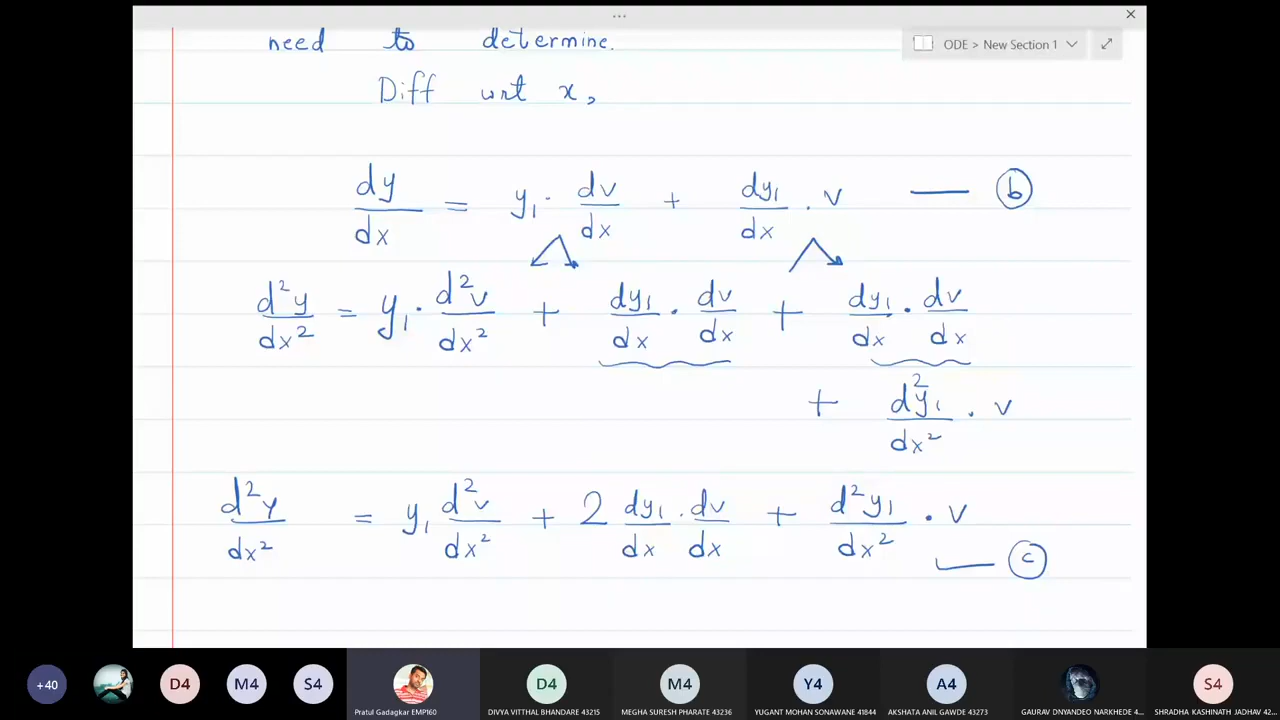 need to determine.
ODE > New Section 1
Diff wrt x,
dy/dx = y₁ · dv/dx + dy₁/dx . v —— (b)
d²y/dx² = y₁ · d²v/dx² + dy₁/dx · dv/dx + dy₁/dx · dv/dx
+ d²y₁/dx² . v
d²y/dx² = y₁ d²v/dx² + 2 dy₁/dx . dv/dx + d²y₁/dx² . v —— (c)
+40 D4 M4 S4 D4 M4 Y4 A4 S4
Pratul Gadagkar EMP160 DIVYA VITTHAL BHANDARE 43215 MEGHA SURESH PHARATE 43236 YUGANT MOHAN SONAWANE 41844 AKSHATA ANIL GAWDE 43273 GAURAV DNYANDEO NARKHEDE 4... SHRADHA KASHINATH JADHAV 42...